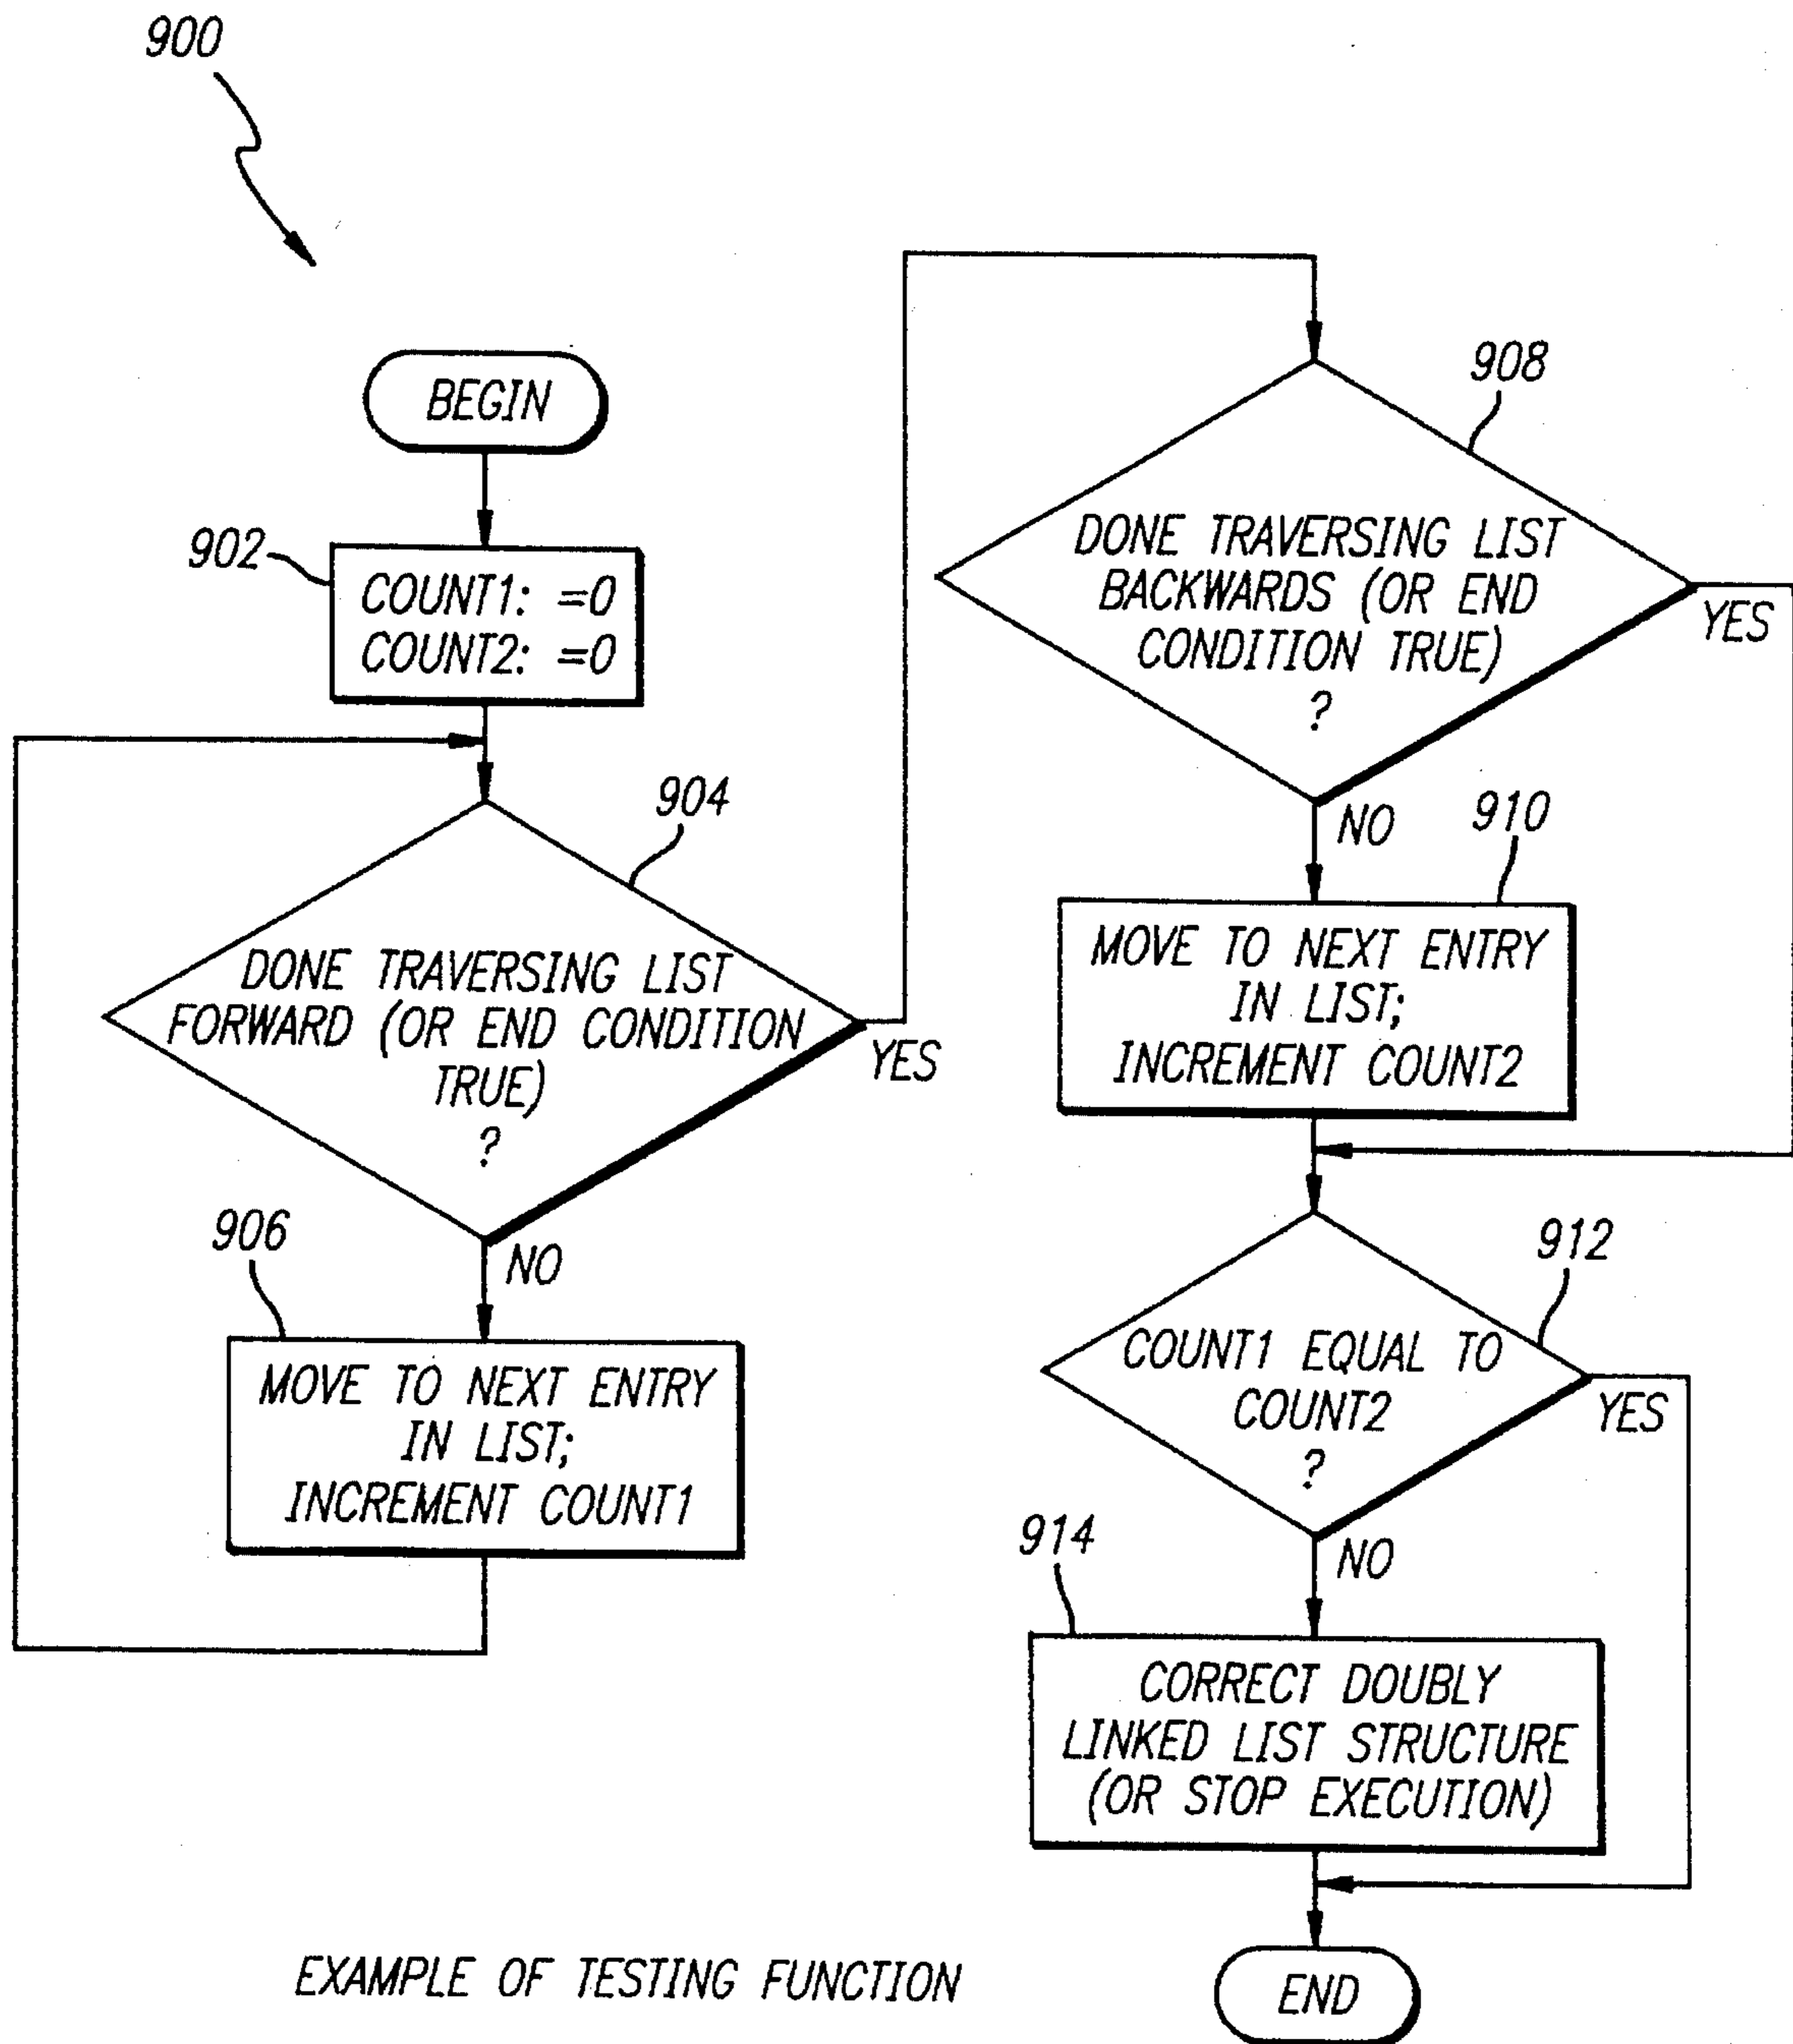 900
BEGIN
902
COUNT1: =0
COUNT2: =0
904
DONE TRAVERSING LIST
FORWARD (OR END CONDITION
TRUE)
?
YES
NO
906
MOVE TO NEXT ENTRY
IN LIST;
INCREMENT COUNT1
908
DONE TRAVERSING LIST
BACKWARDS (OR END
CONDITION TRUE)
?
YES
NO
910
MOVE TO NEXT ENTRY
IN LIST;
INCREMENT COUNT2
912
COUNT1 EQUAL TO
COUNT2
?
YES
NO
914
CORRECT DOUBLY
LINKED LIST STRUCTURE
(OR STOP EXECUTION)
END
EXAMPLE OF TESTING FUNCTION